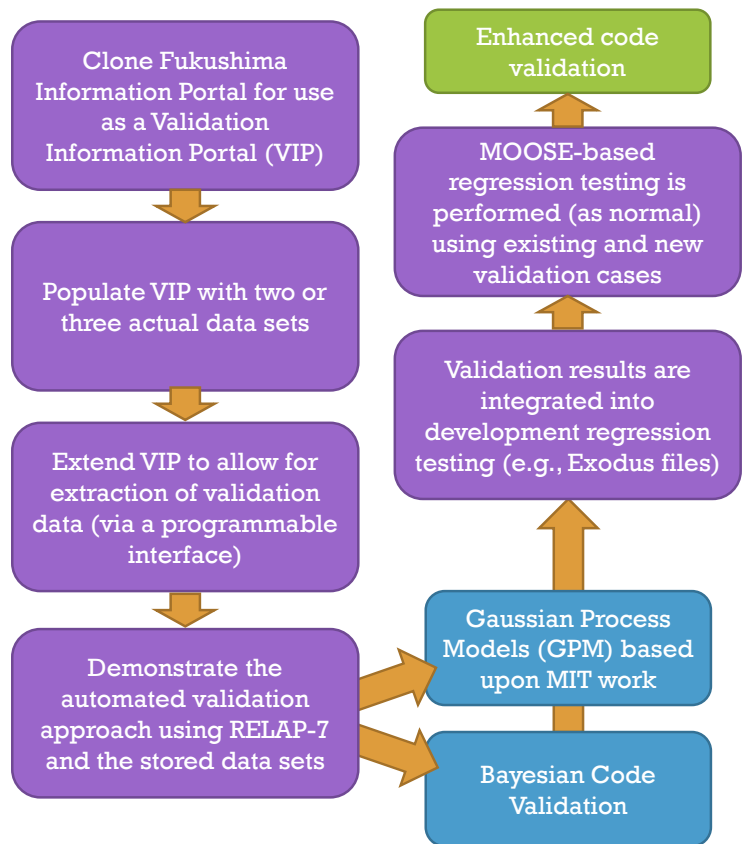 Clone Fukushima
Information Portal for use
as a Validation
Information Portal (VIP)
Populate VIP with two or
three actual data sets
Extend VIP to allow for
extraction of validation
data (via a programmable
interface)
Demonstrate the
automated validation
approach using RELAP-7
and the stored data sets
Gaussian Process
Models (GPM) based
upon MIT work
Bayesian Code
Validation
Validation results are
integrated into
development regression
testing (e.g., Exodus files)
MOOSE-based
regression testing is
performed (as normal)
using existing and new
validation cases
Enhanced code
validation